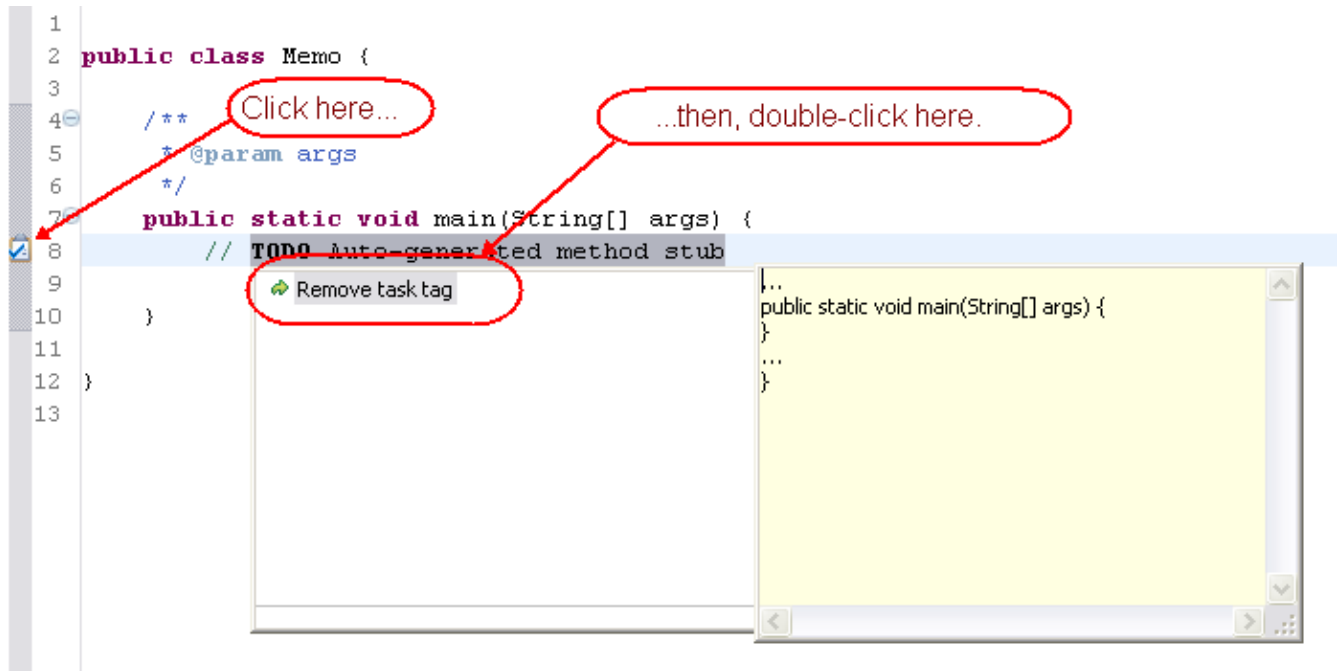 1
2 public class Memo {
3
Click here...
...then, double-click here.
4 /**
5 * @param args
6 */
7 public static void main(String[] args) {
8 // TODO Auto-generated method stub
9
Remove task tag
...
public static void main(String[] args) {
}
...
}
10 }
11
12 }
13